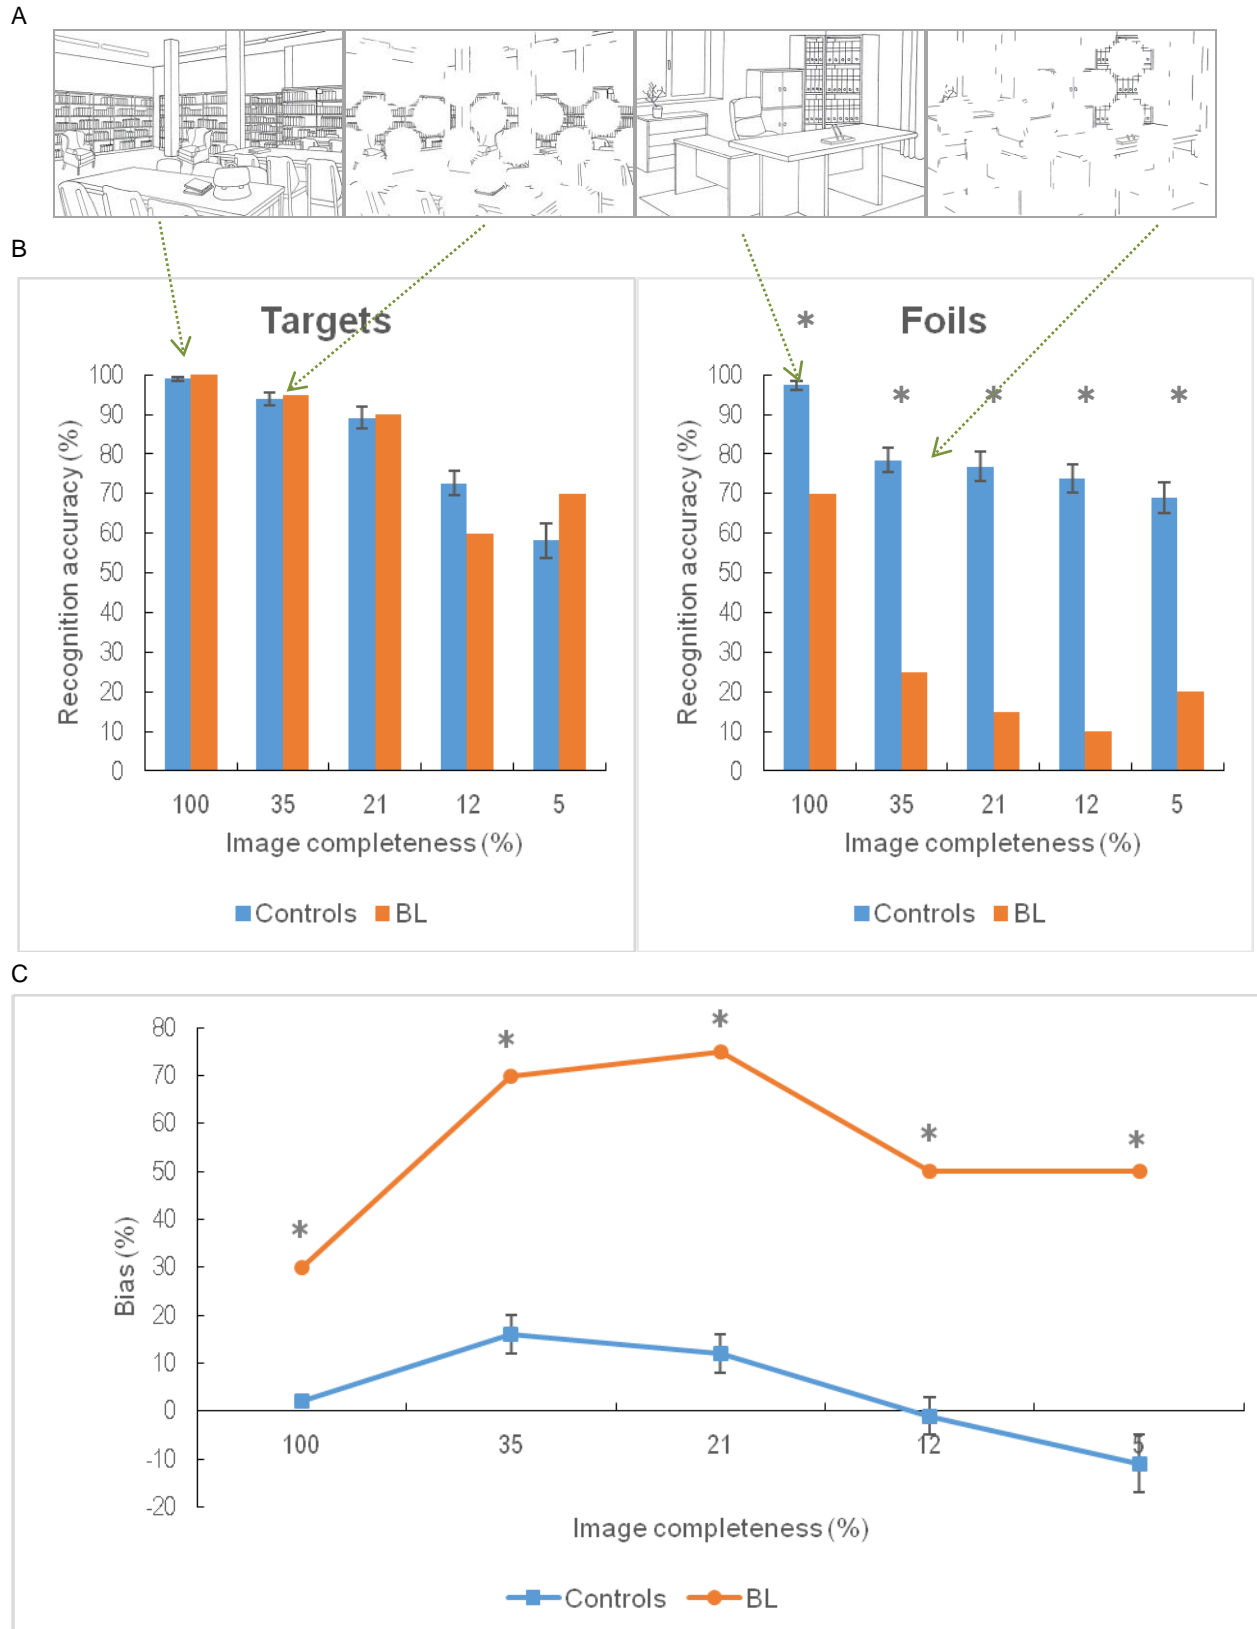 A
B
Targets
100
90
80
70
60
50
40
30
20
10
0
Recognition accuracy (%)
100 35 21 12 5
Image completeness (%)
Controls BL
* Foils
* * * *
100
90
80
70
60
50
40
30
20
10
0
Recognition accuracy (%)
100 35 21 12 5
Image completeness (%)
Controls BL
C
80
70
60
50
40
30
20
10
0
-10
-20
Bias (%)
* * * * *
100 35 21 12 5
Image completeness (%)
Controls BL